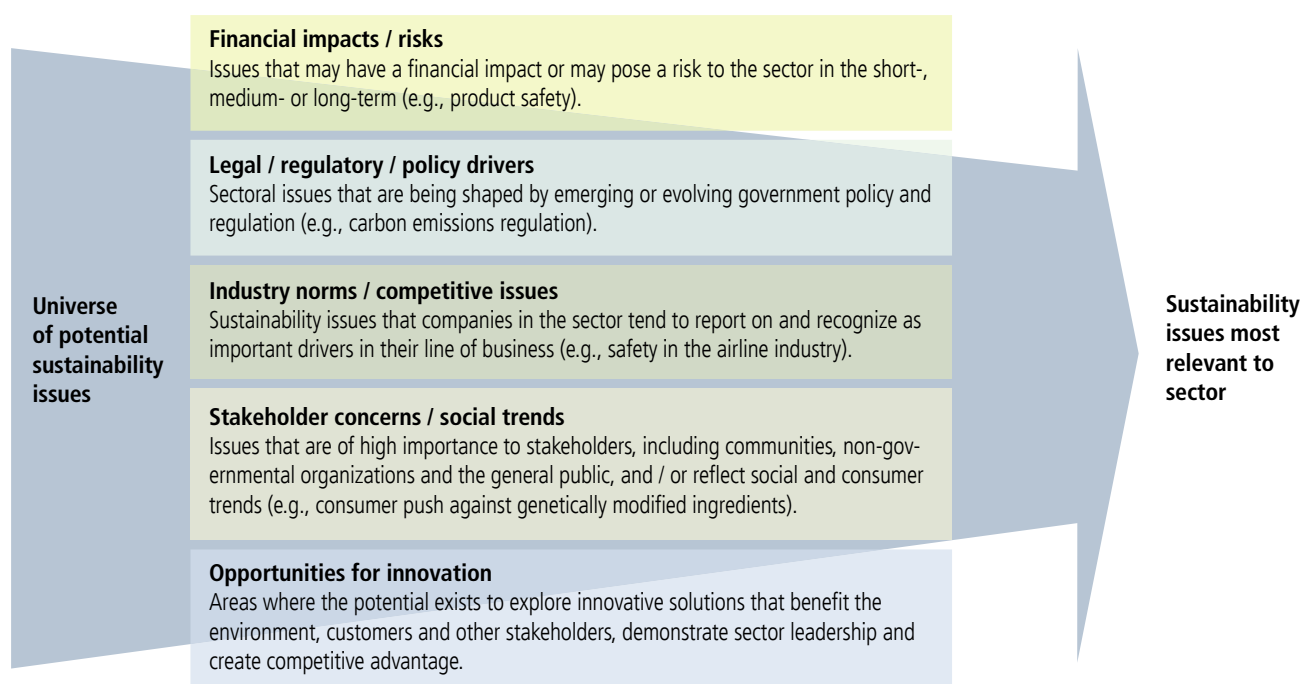 Universe
of potential
sustainability
issues
Financial impacts / risks
Issues that may have a financial impact or may pose a risk to the sector in the short-,
medium- or long-term (e.g., product safety).
Legal / regulatory / policy drivers
Sectoral issues that are being shaped by emerging or evolving government policy and
regulation (e.g., carbon emissions regulation).
Industry norms / competitive issues
Sustainability issues that companies in the sector tend to report on and recognize as
important drivers in their line of business (e.g., safety in the airline industry).
Stakeholder concerns / social trends
Issues that are of high importance to stakeholders, including communities, non-gov-
ernmental organizations and the general public, and / or reflect social and consumer
trends (e.g., consumer push against genetically modified ingredients).
Opportunities for innovation
Areas where the potential exists to explore innovative solutions that benefit the
environment, customers and other stakeholders, demonstrate sector leadership and
create competitive advantage.
Sustainability
issues most
relevant to
sector